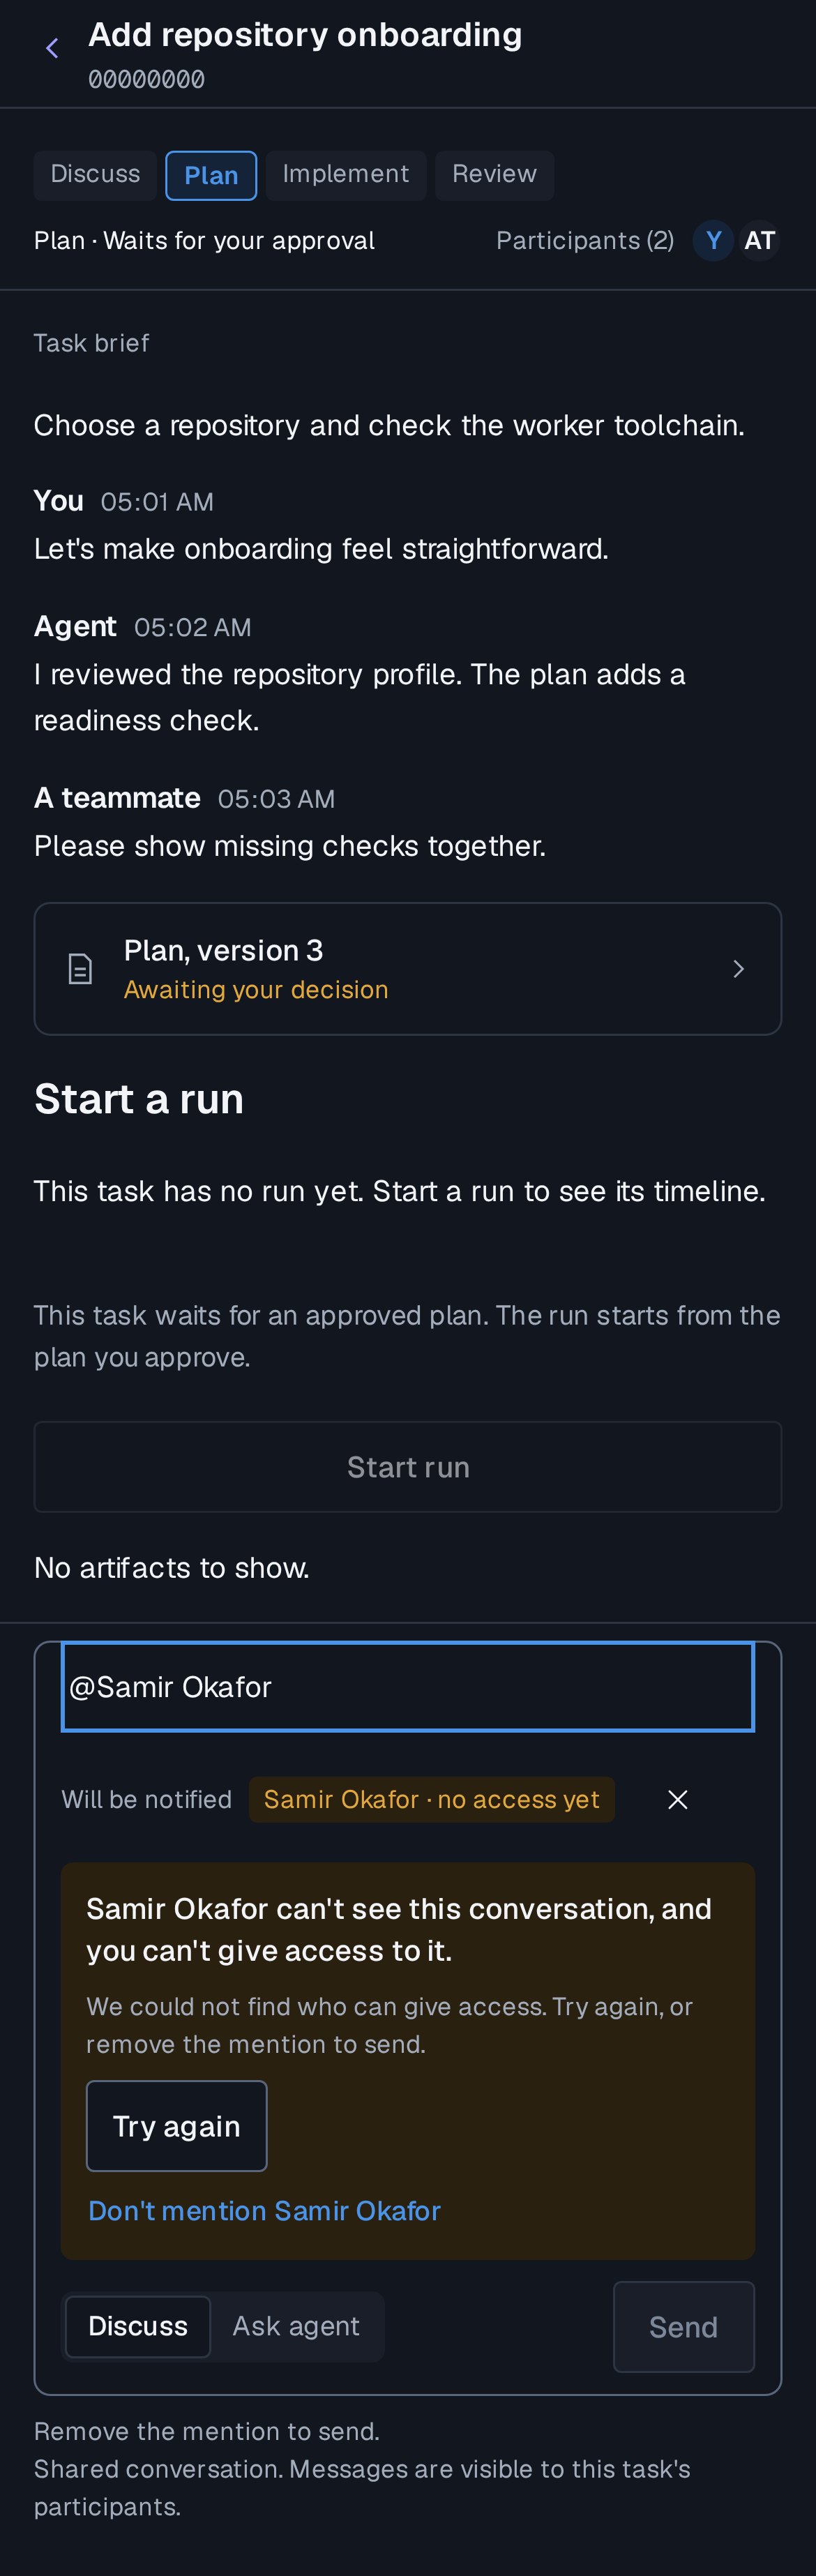 Add repository onboarding
00000000
Discuss
Plan
Implement
Review
Plan · Waits for your approval
Participants (2)
Y
AT
Task brief
Choose a repository and check the worker toolchain.
You 05:01 AM
Let's make onboarding feel straightforward.
Agent 05:02 AM
I reviewed the repository profile. The plan adds a
readiness check.
A teammate 05:03 AM
Please show missing checks together.
Plan, version 3
Awaiting your decision
Start a run
This task has no run yet. Start a run to see its timeline.
This task waits for an approved plan. The run starts from the
plan you approve.
Start run
No artifacts to show.
@Samir Okafor
Will be notified
Samir Okafor · no access yet
Samir Okafor can't see this conversation, and
you can't give access to it.
We could not find who can give access. Try again, or
remove the mention to send.
Try again
Don't mention Samir Okafor
Discuss
Ask agent
Send
Remove the mention to send.
Shared conversation. Messages are visible to this task's
participants.